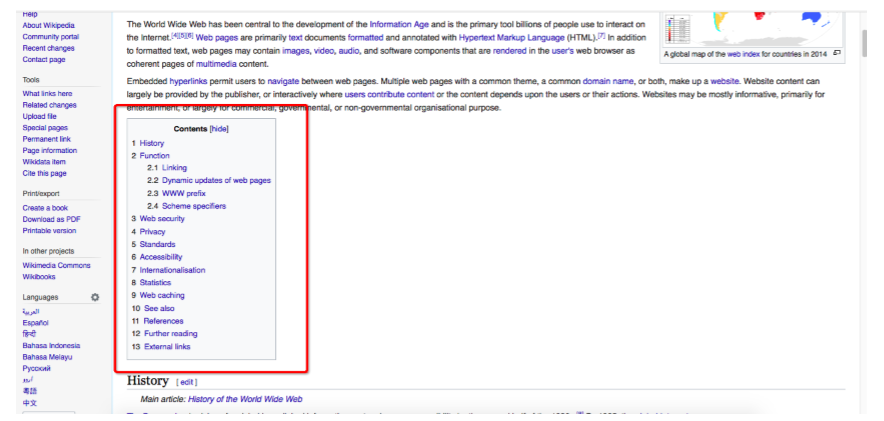 Help
About Wikipedia
Community portal
Recent changes
Contact page
Tools
What links here
Related changes
Upload file
Special pages
Permanent link
Page information
Wikidata item
Cite this page
Print/export
Create a book
Download as PDF
Printable version
In other projects
Wikimedia Commons
Wikibooks
Languages
العربية
Español
हिन्दी
Bahasa Indonesia
Bahasa Melayu
Русский
اردو
粵語
中文
The World Wide Web has been central to the development of the Information Age and is the primary tool billions of people use to interact on
the Internet.[4][5][6] Web pages are primarily text documents formatted and annotated with Hypertext Markup Language (HTML).[7] In addition
to formatted text, web pages may contain images, video, audio, and software components that are rendered in the user's web browser as
coherent pages of multimedia content.
A global map of the web index for countries in 2014
Embedded hyperlinks permit users to navigate between web pages. Multiple web pages with a common theme, a common domain name, or both, make up a website. Website content can
largely be provided by the publisher, or interactively where users contribute content or the content depends upon the users or their actions. Websites may be mostly informative, primarily for
entertainment, or largely for commercial, governmental, or non-governmental organisational purpose.
Contents [hide]
1 History
2 Function
2.1 Linking
2.2 Dynamic updates of web pages
2.3 WWW prefix
2.4 Scheme specifiers
3 Web security
4 Privacy
5 Standards
6 Accessibility
7 Internationalisation
8 Statistics
9 Web caching
10 See also
11 References
12 Further reading
13 External links
History [edit]
Main article: History of the World Wide Web